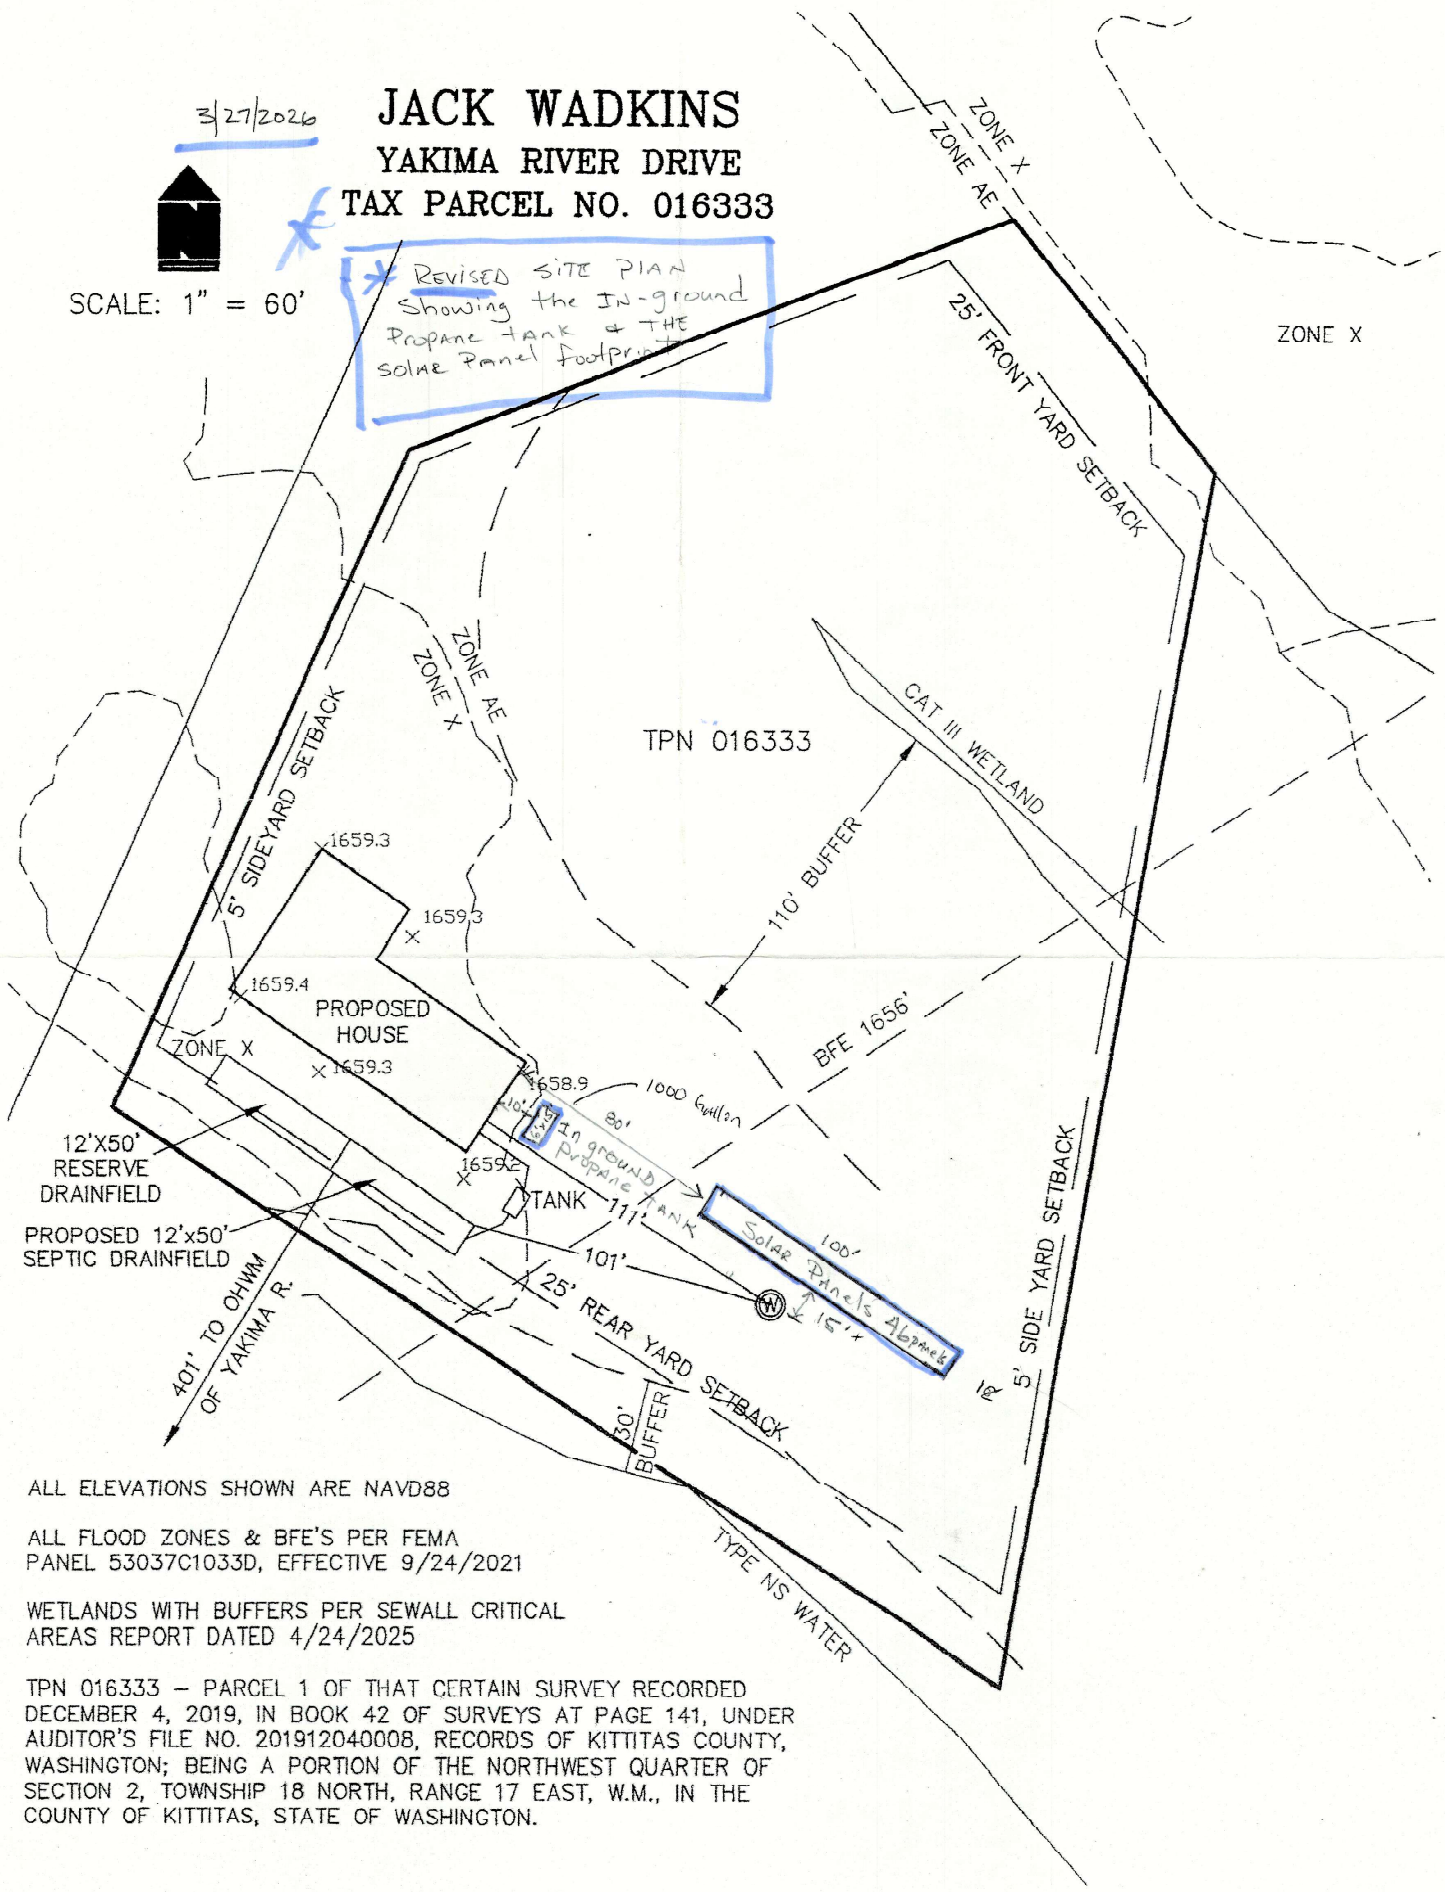 3/27/2026
JACK WADKINS
YAKIMA RIVER DRIVE
TAX PARCEL NO. 016333
N
SCALE: 1" = 60'
* REVISED SITE PLAN
Showing the IN-ground
Propane tank & THE
Solar Panel footprint
ZONE X
ZONE AE
ZONE X
25' FRONT YARD SETBACK
ZONE AE
ZONE X
5' SIDEYARD SETBACK
TPN 016333
CAT III WETLAND
110' BUFFER
BFE 1656'
1659.3
1659.3
1659.4
PROPOSED
HOUSE
ZONE X
1659.3
1658.9
1000 Gallon
10'+
80'
In ground
Propane TANK
1659.2
TANK
111'
101'
12'X50'
RESERVE
DRAINFIELD
PROPOSED 12'x50'
SEPTIC DRAINFIELD
401' TO OHWM
OF YAKIMA R.
100'
Solar Panels 46panels
W
15'+
25' REAR YARD SETBACK
5' SIDE YARD SETBACK
30'
BUFFER
TYPE NS WATER
ALL ELEVATIONS SHOWN ARE NAVD88
ALL FLOOD ZONES & BFE'S PER FEMA
PANEL 53037C1033D, EFFECTIVE 9/24/2021
WETLANDS WITH BUFFERS PER SEWALL CRITICAL
AREAS REPORT DATED 4/24/2025
TPN 016333 – PARCEL 1 OF THAT CERTAIN SURVEY RECORDED
DECEMBER 4, 2019, IN BOOK 42 OF SURVEYS AT PAGE 141, UNDER
AUDITOR'S FILE NO. 201912040008, RECORDS OF KITTITAS COUNTY,
WASHINGTON; BEING A PORTION OF THE NORTHWEST QUARTER OF
SECTION 2, TOWNSHIP 18 NORTH, RANGE 17 EAST, W.M., IN THE
COUNTY OF KITTITAS, STATE OF WASHINGTON.